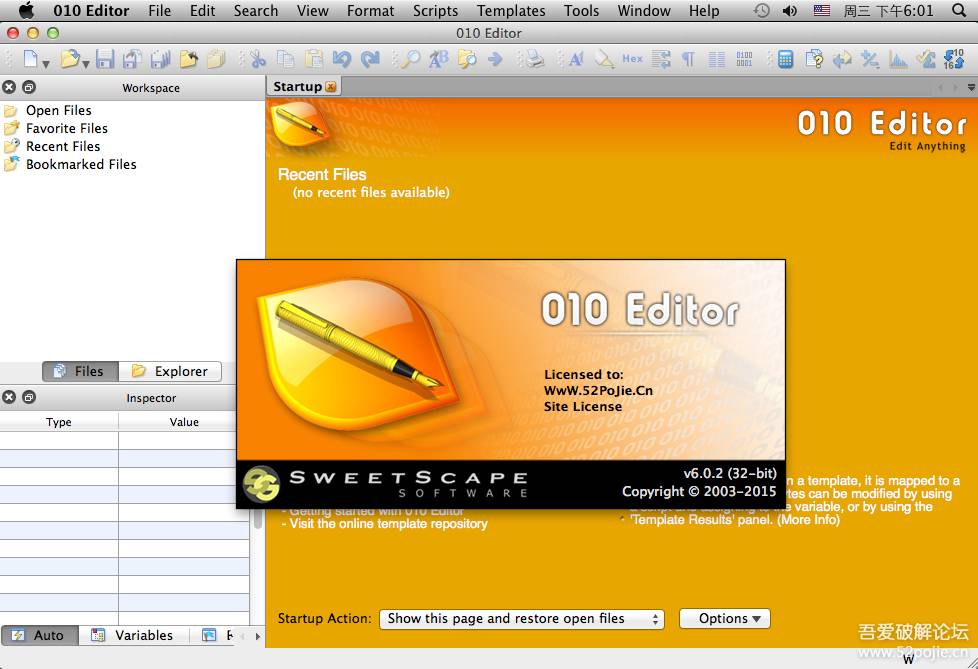 010 Editor File Edit Search View Format Scripts Templates Tools Window Help 周三 下午6:01
010 Editor
Hex
Workspace
Startup
Open Files
Favorite Files
Recent Files
Bookmarked Files
010 Editor
Edit Anything
Recent Files
(no recent files available)
010 Editor
Licensed to:
WwW.52PoJie.Cn
Site License
SWEETSCAPE
SOFTWARE
v6.0.2 (32-bit)
Copyright © 2003-2015
Files Explorer
Inspector
Type Value
n a template, it is mapped to a
ytes can be modified by using
variable, or by using the
'Template Results' panel. (More Info)
- Getting started with 010 Editor
- Visit the online template repository
Startup Action: Show this page and restore open files Options
Auto Variables
吾爱破解论坛
www.52pojie.cn
W